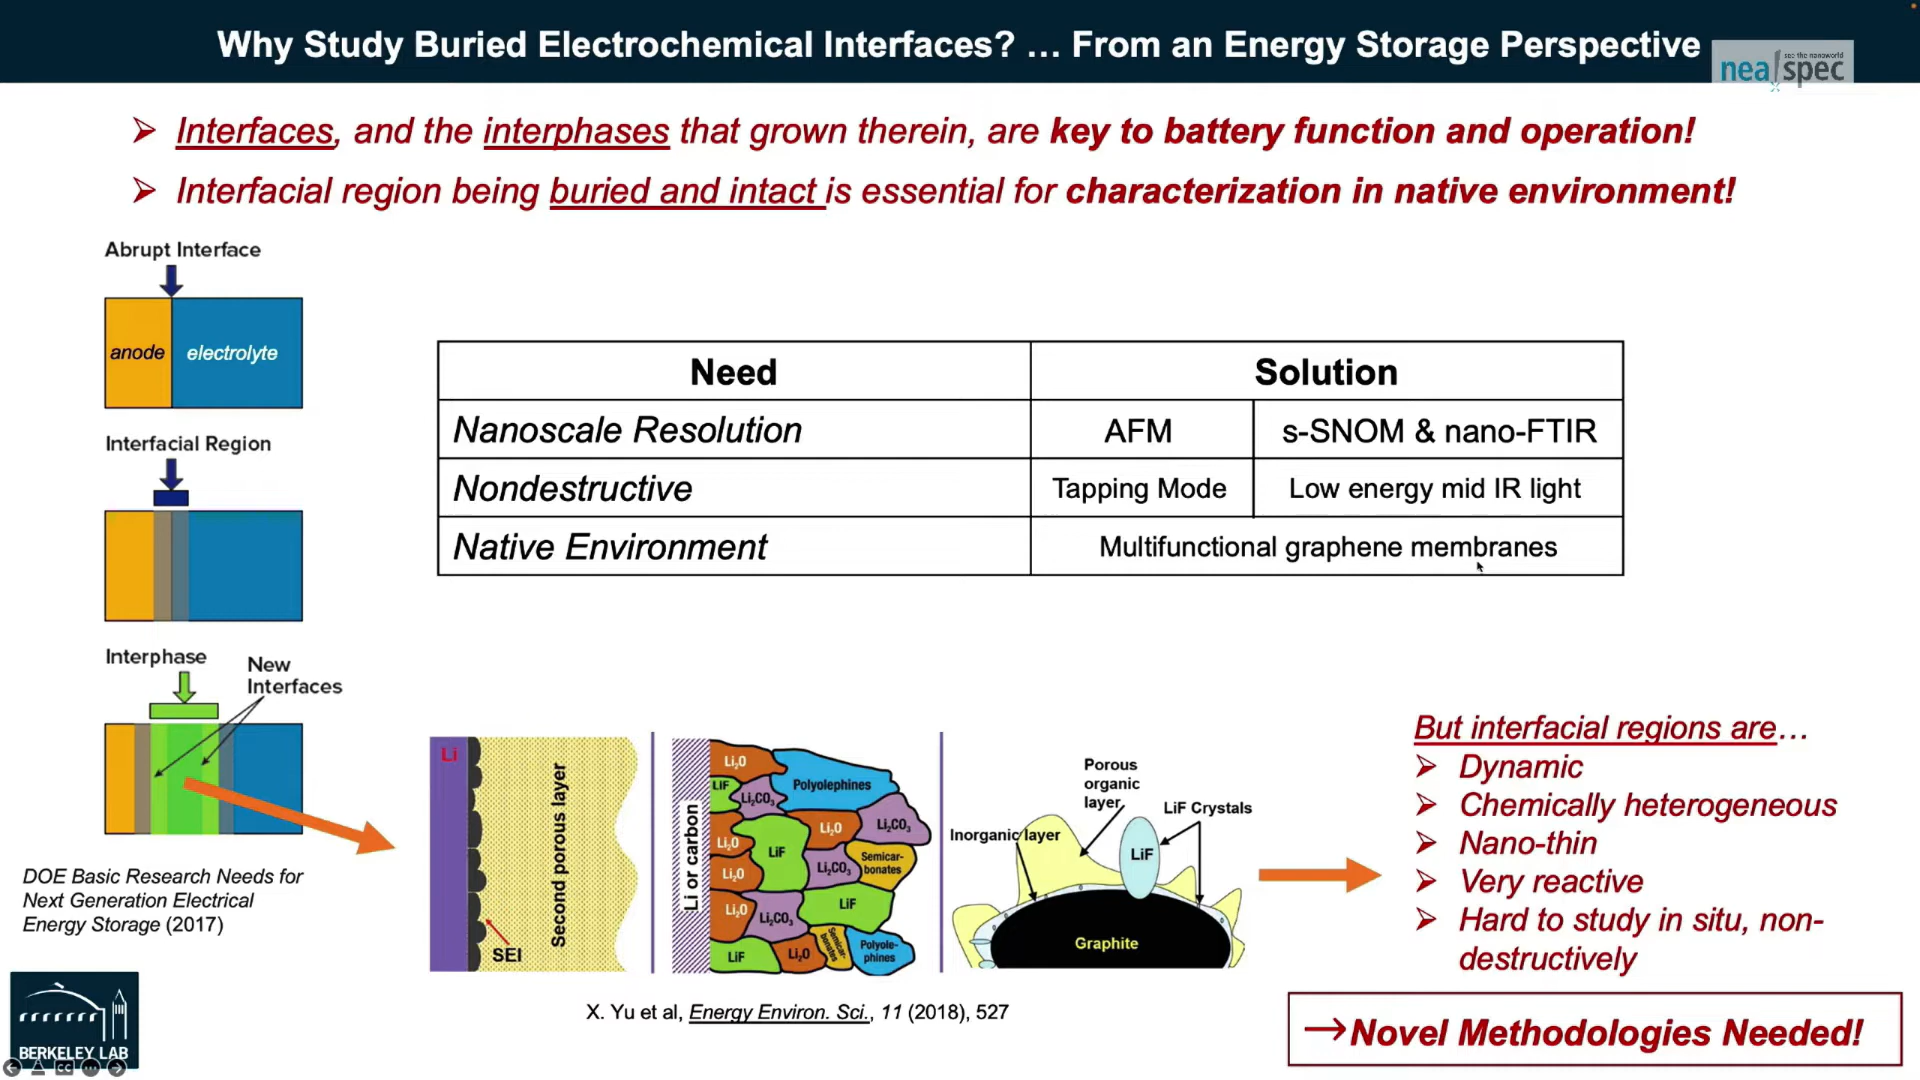 Why Study Buried Electrochemical Interfaces? … From an Energy Storage Perspective
see the nanoworld
neaspec
➢ Interfaces, and the interphases that grown therein, are key to battery function and operation!
➢ Interfacial region being buried and intact is essential for characterization in native environment!
Abrupt Interface
anode
electrolyte
Interfacial Region
Interphase
New
Interfaces
DOE Basic Research Needs for
Next Generation Electrical
Energy Storage (2017)
BERKELEY LAB
Need
Solution
Nanoscale Resolution
AFM
s-SNOM & nano-FTIR
Nondestructive
Tapping Mode
Low energy mid IR light
Native Environment
Multifunctional graphene membranes
Li
SEI
Second porous layer
Li or carbon
Li₂O
Polyolephines
LiF
Li₂CO₃
Li₂O
Li₂CO₃
Li₂O
LiF
Li₂CO₃
Semicar-
bonates
Li₂O
Li₂O
Li₂CO₃
LiF
LiF
Li₂O
Semicar-
bonates
Polyole-
phines
Porous
organic
layer
LiF Crystals
Inorganic layer
LiF
Graphite
X. Yu et al, Energy Environ. Sci., 11 (2018), 527
But interfacial regions are…
➢ Dynamic
➢ Chemically heterogeneous
➢ Nano-thin
➢ Very reactive
➢ Hard to study in situ, non-
destructively
→Novel Methodologies Needed!